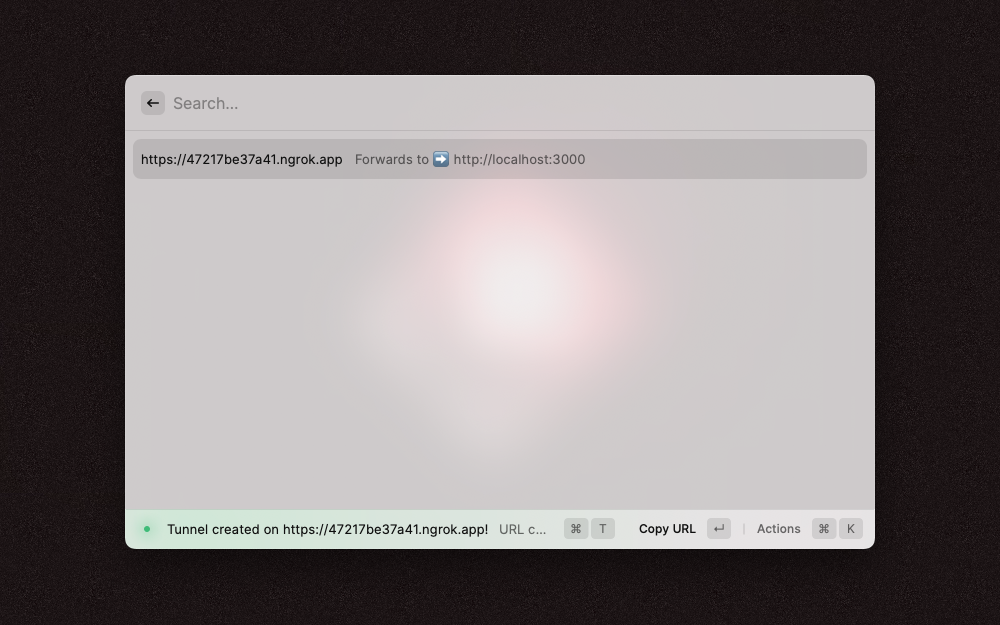 Search...
https://47217be37a41.ngrok.app Forwards to ➡️ http://localhost:3000
Tunnel created on https://47217be37a41.ngrok.app! URL c... ⌘ T Copy URL ↵ Actions ⌘ K